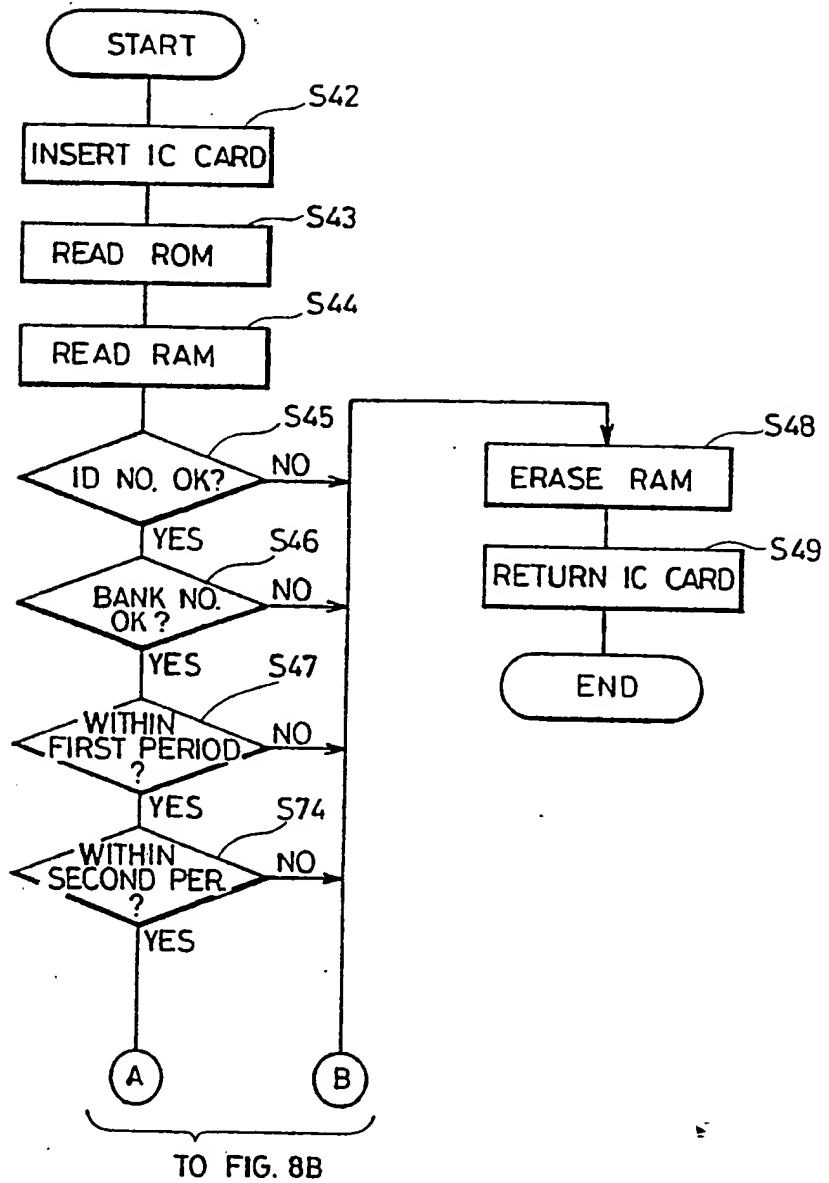 START
S42
INSERT IC CARD
S43
READ ROM
S44
READ RAM
S45
ID NO. OK?
NO
YES
S46
BANK NO.
OK?
NO
YES
S47
WITHIN
FIRST PERIOD
?
NO
YES
S74
WITHIN
SECOND PER.
?
NO
YES
A
B
TO FIG. 8B
S48
ERASE RAM
S49
RETURN IC CARD
END